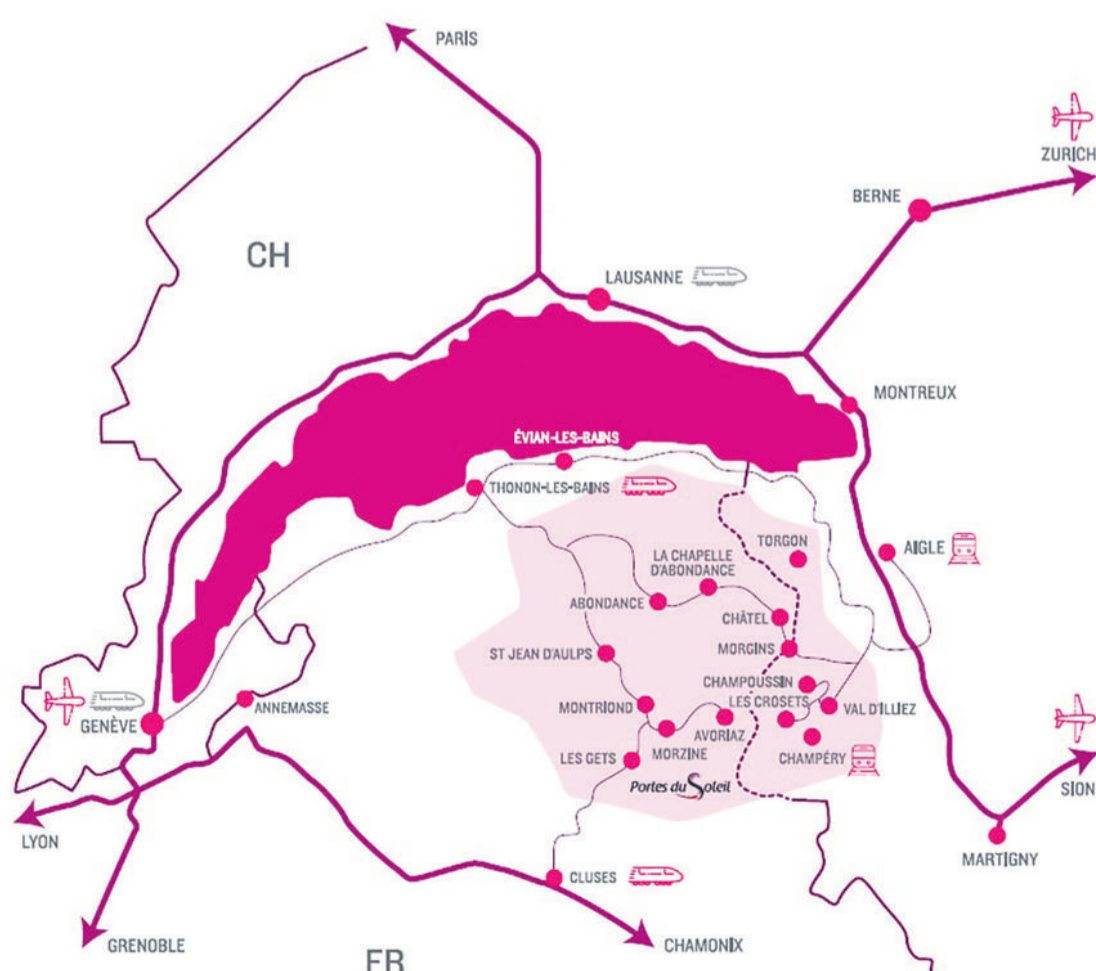 PARIS
ZURICH
BERNE
CH
LAUSANNE
MONTREUX
ÉVIAN-LES-BAINS
THONON-LES-BAINS
TORGON
AIGLE
LA CHAPELLE
D'ABONDANCE
ABONDANCE
CHÂTEL
ST JEAN D'AULPS
MORGINS
CHAMPOUSSIN
LES CROSETS
VAL D'ILLIEZ
ANNEMASSE
GENÈVE
MONTRIOND
AVORIAZ
MORZINE
LES GETS
CHAMPÉRY
Portes du Soleil
SION
LYON
MARTIGNY
CLUSES
GRENOBLE
CHAMONIX
FR